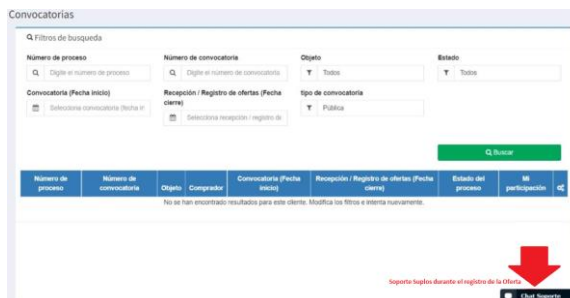 Convocatorias
Filtros de busqueda
Número de proceso
Número de convocatoria
Objeto
Estado
Digite el número de proceso
Digite el número de convocatoria
Todos
Todos
Convocatoria (Fecha inicio)
Recepción / Registro de ofertas (Fecha
cierre)
tipo de convocatoria
Selecciona convocatoria (fecha in
Selecciona recepción / registro de
Pública
Buscar
Número de
proceso
Número de
convocatoria
Objeto
Comprador
Convocatoria (Fecha
inicio)
Recepción / Registro de ofertas (Fecha
cierre)
Estado del
proceso
Mi
participación
No se han encontrado resultados para este cliente. Modifica los filtros e intenta nuevamente.
Soporte Suplos durante el registro de la Oferta
Chat Soporte